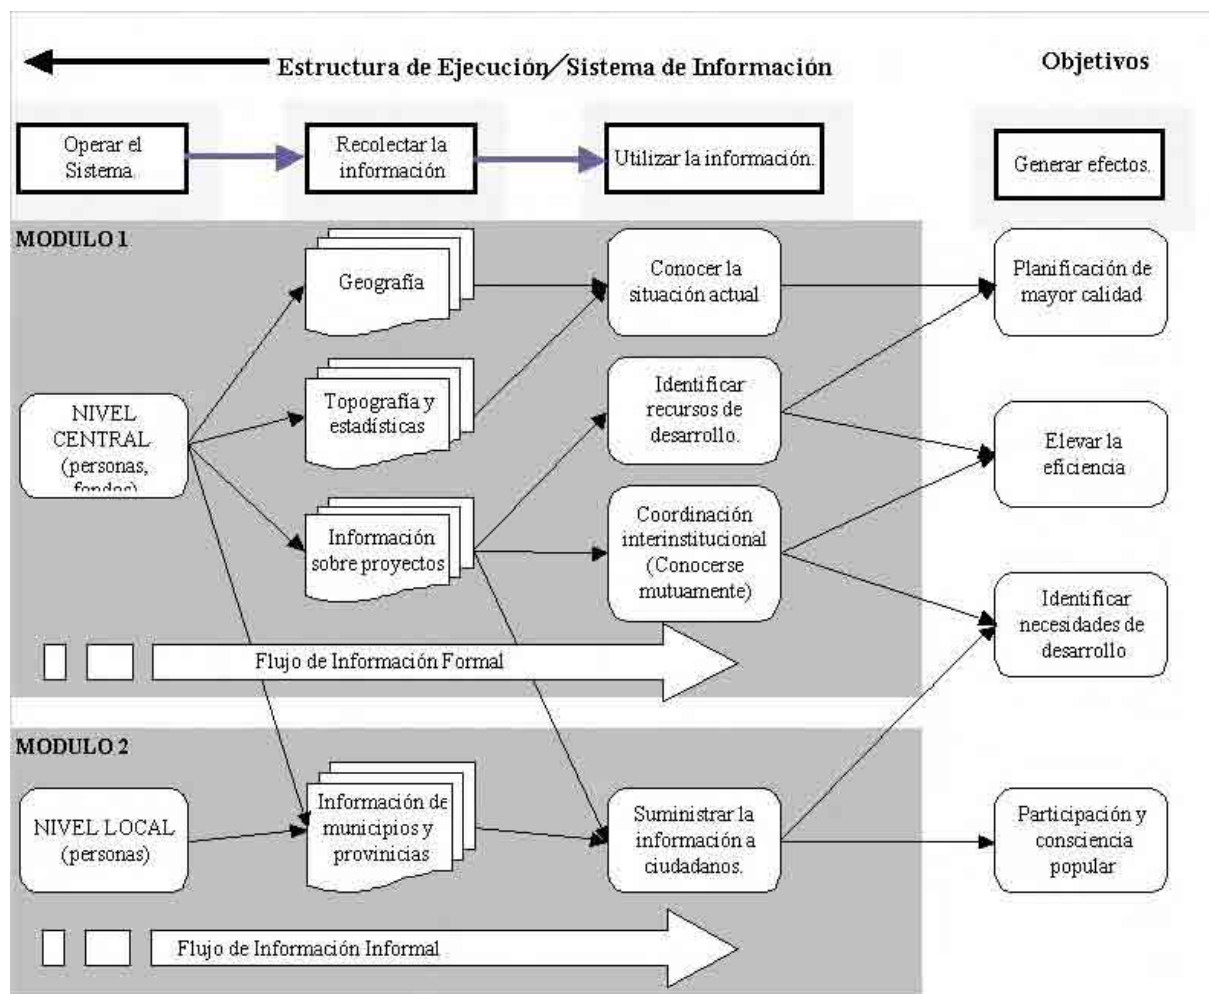 Estructura de Ejecución/Sistema de Información
Objetivos
Operar el
Sistema
Recolectar la
información
Utilizar la información.
Generar efectos.
MODULO 1
Geografía
Conocer la
situación actual
Planificación de
mayor calidad
NIVEL
CENTRAL
(personas,
fondos)
Topografía y
estadísticas
Identificar
recursos de
desarrollo.
Elevar la
eficiencia
Información
sobre proyectos
Coordinación
interinstitucional
(Conocerse
mutuamente)
Identificar
necesidades de
desarrollo
Flujo de Información Formal
MODULO 2
NIVEL LOCAL
(personas)
Información de
municipios y
provinicias
Suministrar la
información a
ciudadanos.
Participación y
consciencia
popular
Flujo de Información Informal